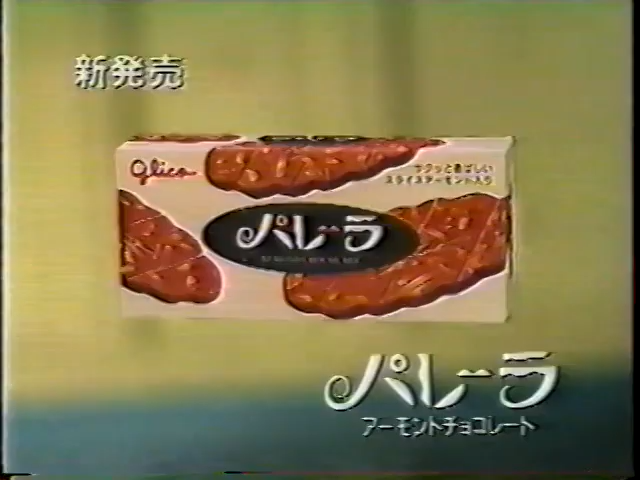 新発売
glico
サクッと香ばしい
スライスアーモンド入り
パレーラ
パレーラ
アーモンドチョコレート